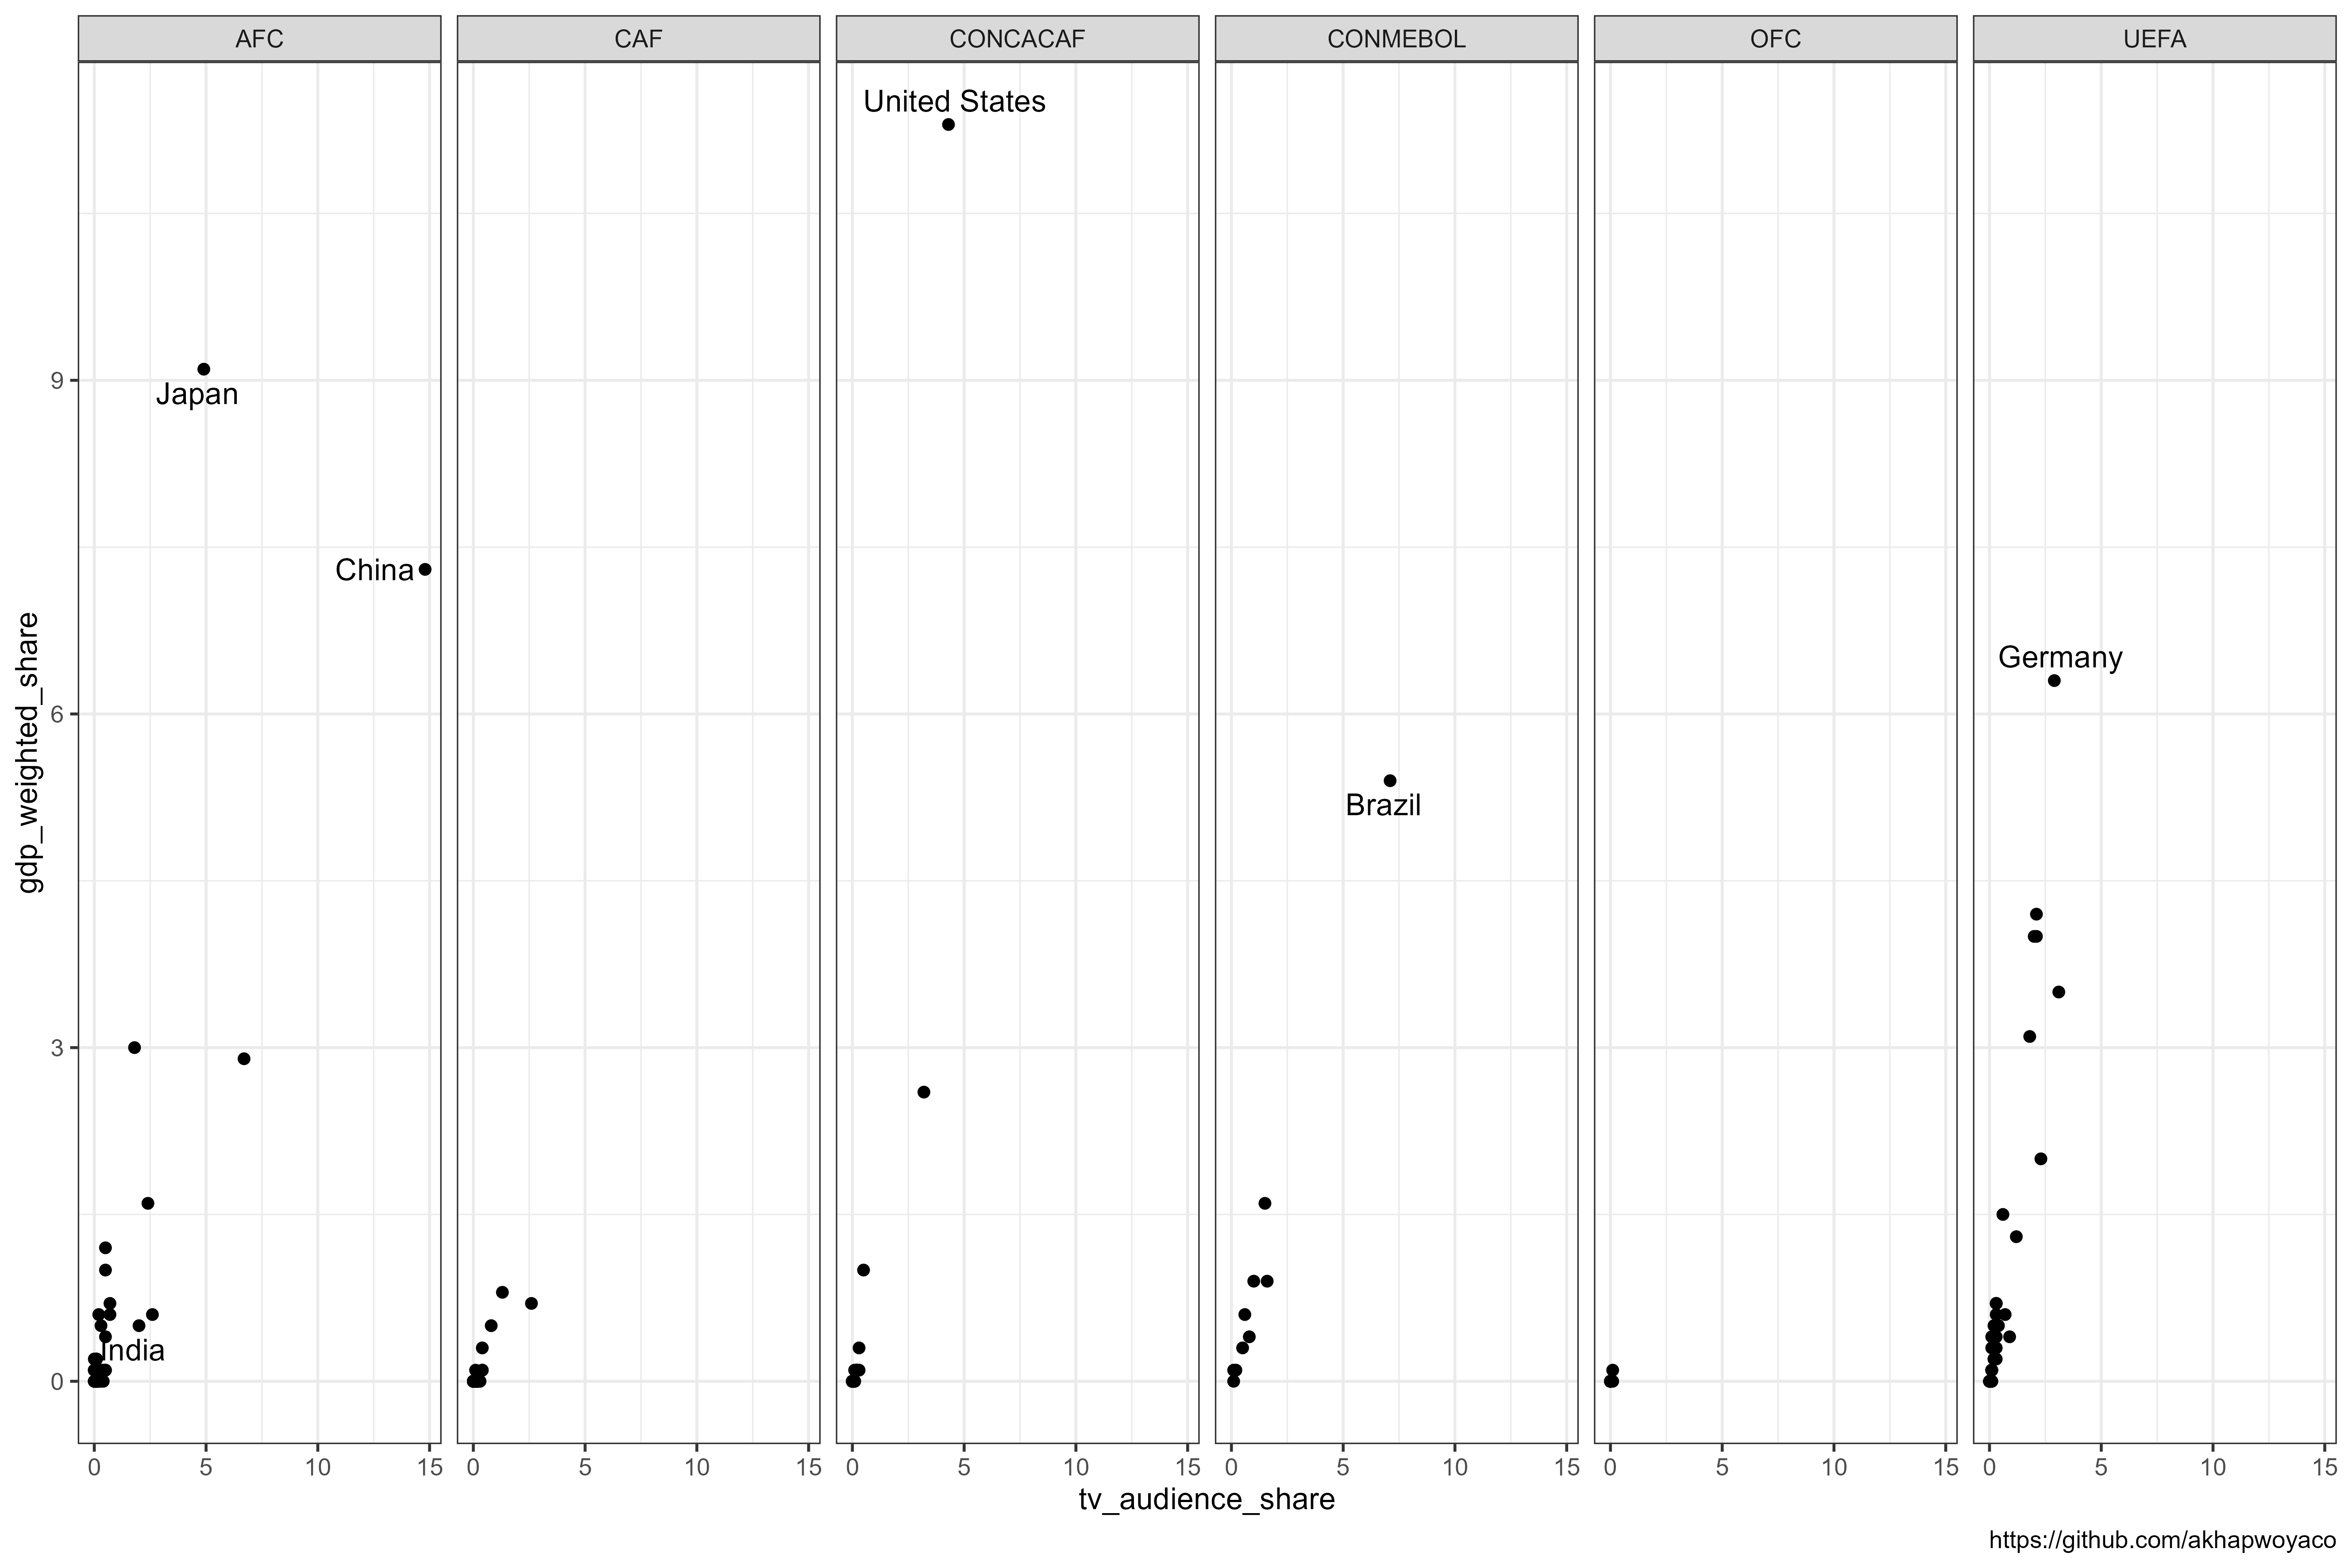 AFC CAF CONCACAF CONMEBOL OFC UEFA
United States
9
Japan
China
gdp_weighted_share
Germany
6
Brazil
3
India
0
0 5 10 15 0 5 10 15 0 5 10 15 0 5 10 15 0 5 10 15 0 5 10 15
tv_audience_share
https://github.com/akhapwoyaco